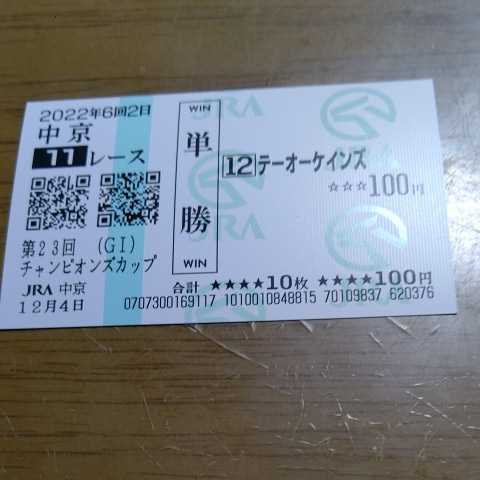 2022年6回2日
中京
11レース
第23回 (GI)
チャンピオンズカップ
JRA 中京
12月4日
WIN
単勝
WIN
JRA
JRA
12 テーオーケインズ
☆☆☆100円
合計 ★★★★10枚 ★★★★100円
0707300169117 1010010848815 70109837 620376